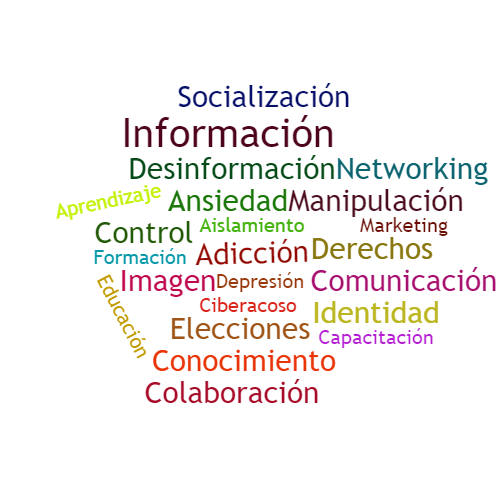 Socialización
Información
Desinformación Networking
Aprendizaje
Ansiedad Manipulación
Control Aislamiento Marketing
Formación Adicción Derechos
Imagen Depresión Comunicación
Educación
Ciberacoso Identidad
Elecciones Capacitación
Conocimiento
Colaboración